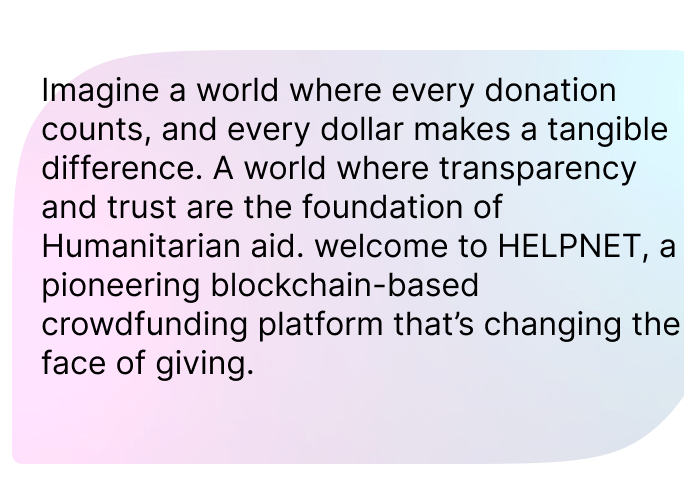 Imagine a world where every donation
counts, and every dollar makes a tangible
difference. A world where transparency
and trust are the foundation of
Humanitarian aid. welcome to HELPNET, a
pioneering blockchain-based
crowdfunding platform that’s changing the
face of giving.